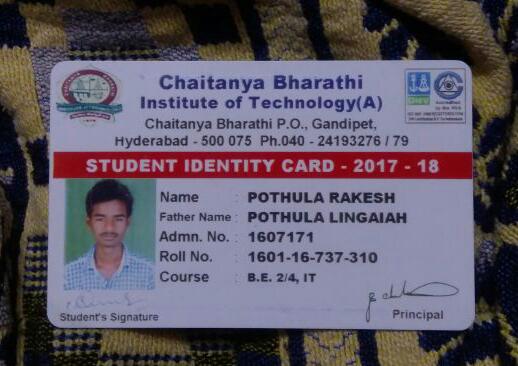 Chaitanya Bharathi
Institute of Technology(A)
Chaitanya Bharathi P.O., Gandipet,
Hyderabad - 500 075 Ph.040 - 24193276 / 79
STUDENT IDENTITY CARD - 2017 - 18
Name : POTHULA RAKESH
Father Name : POTHULA LINGAIAH
Admn. No. : 1607171
Roll No. : 1601-16-737-310
Course : B.E. 2/4, IT
Student's Signature
Principal